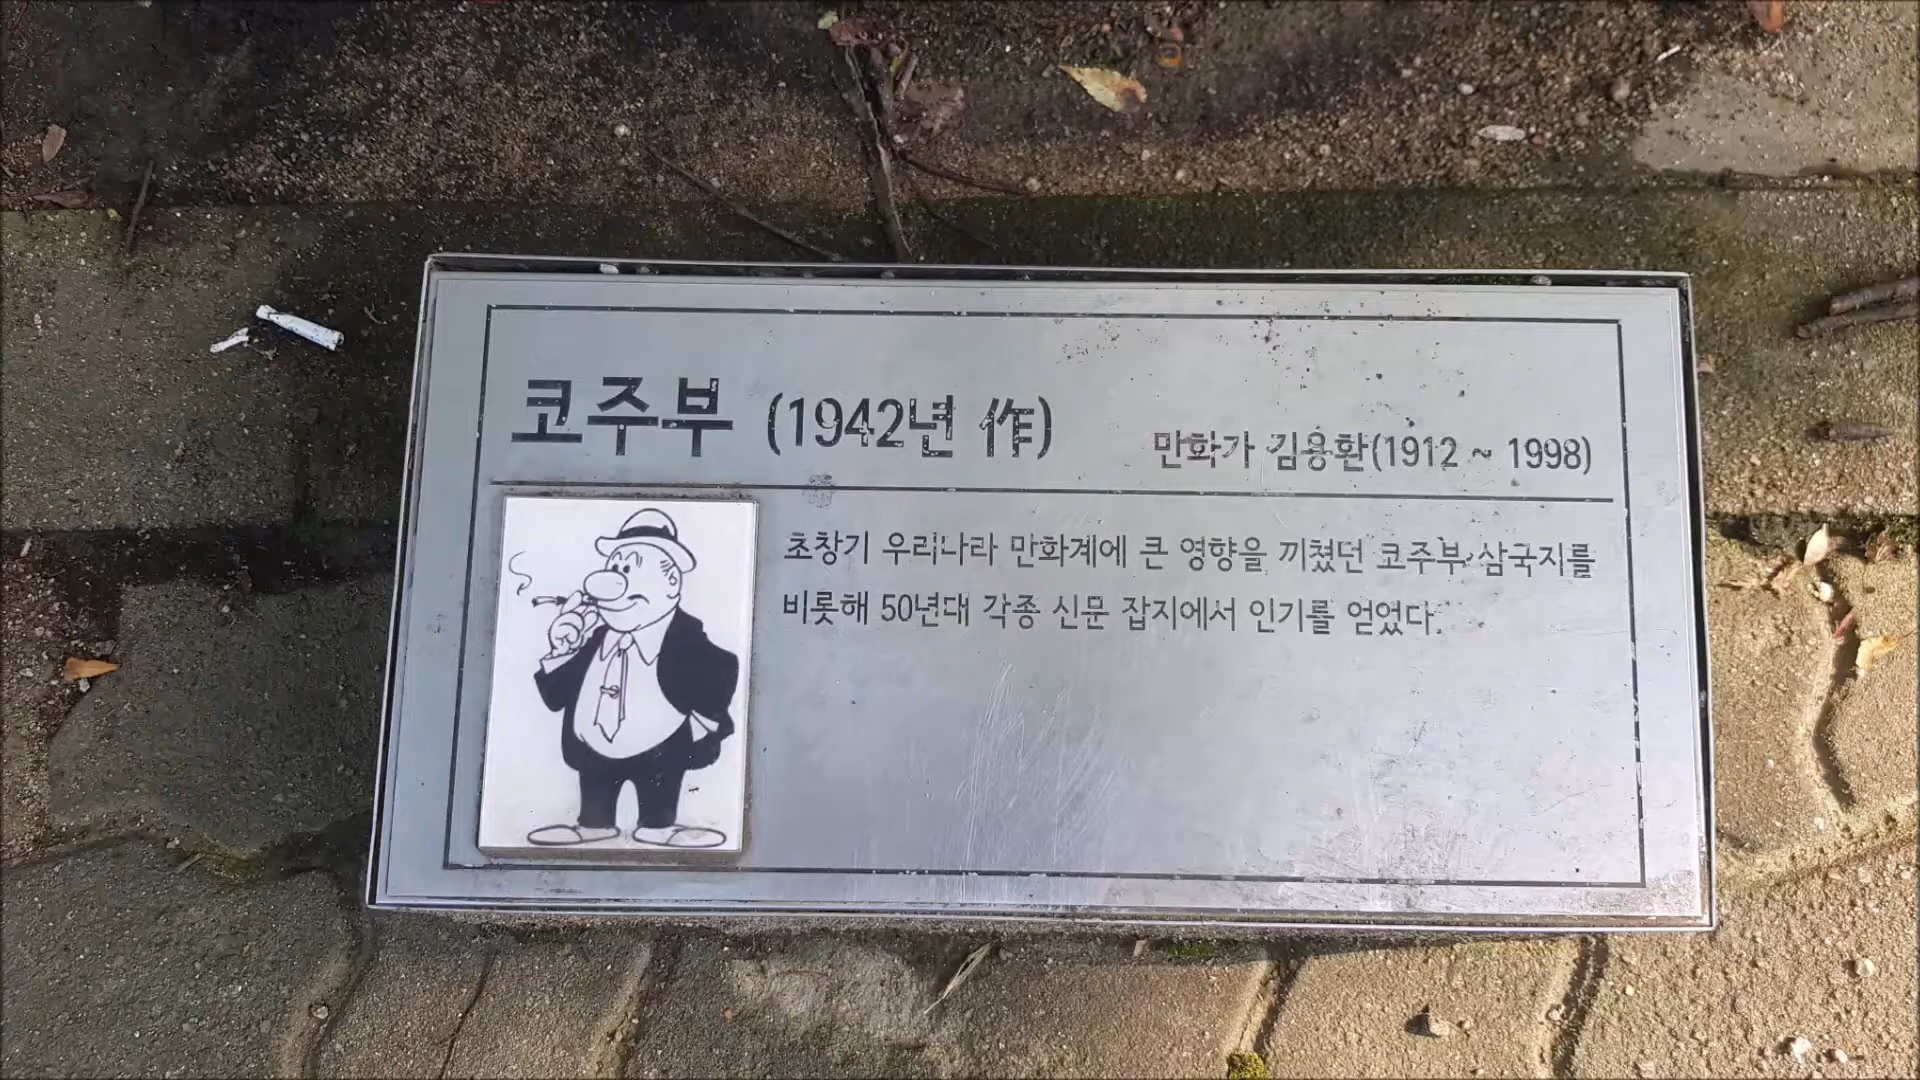 코주부 (1942년 作)
만화가 김용환(1912 ~ 1998)
초창기 우리나라 만화계에 큰 영향을 끼쳤던 코주부 삼국지를
비롯해 50년대 각종 신문 잡지에서 인기를 얻었다.